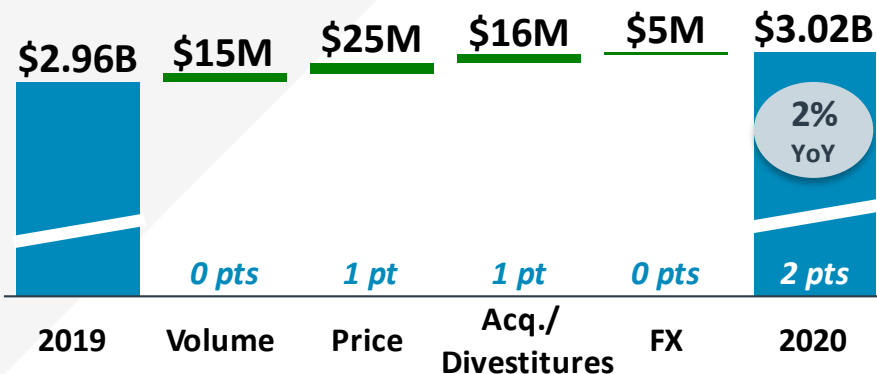 $2.96B
$15M
$25M
$16M
$5M
$3.02B
2%
YoY
0 pts
1 pt
1 pt
0 pts
2 pts
2019
Volume
Price
Acq./
Divestitures
FX
2020